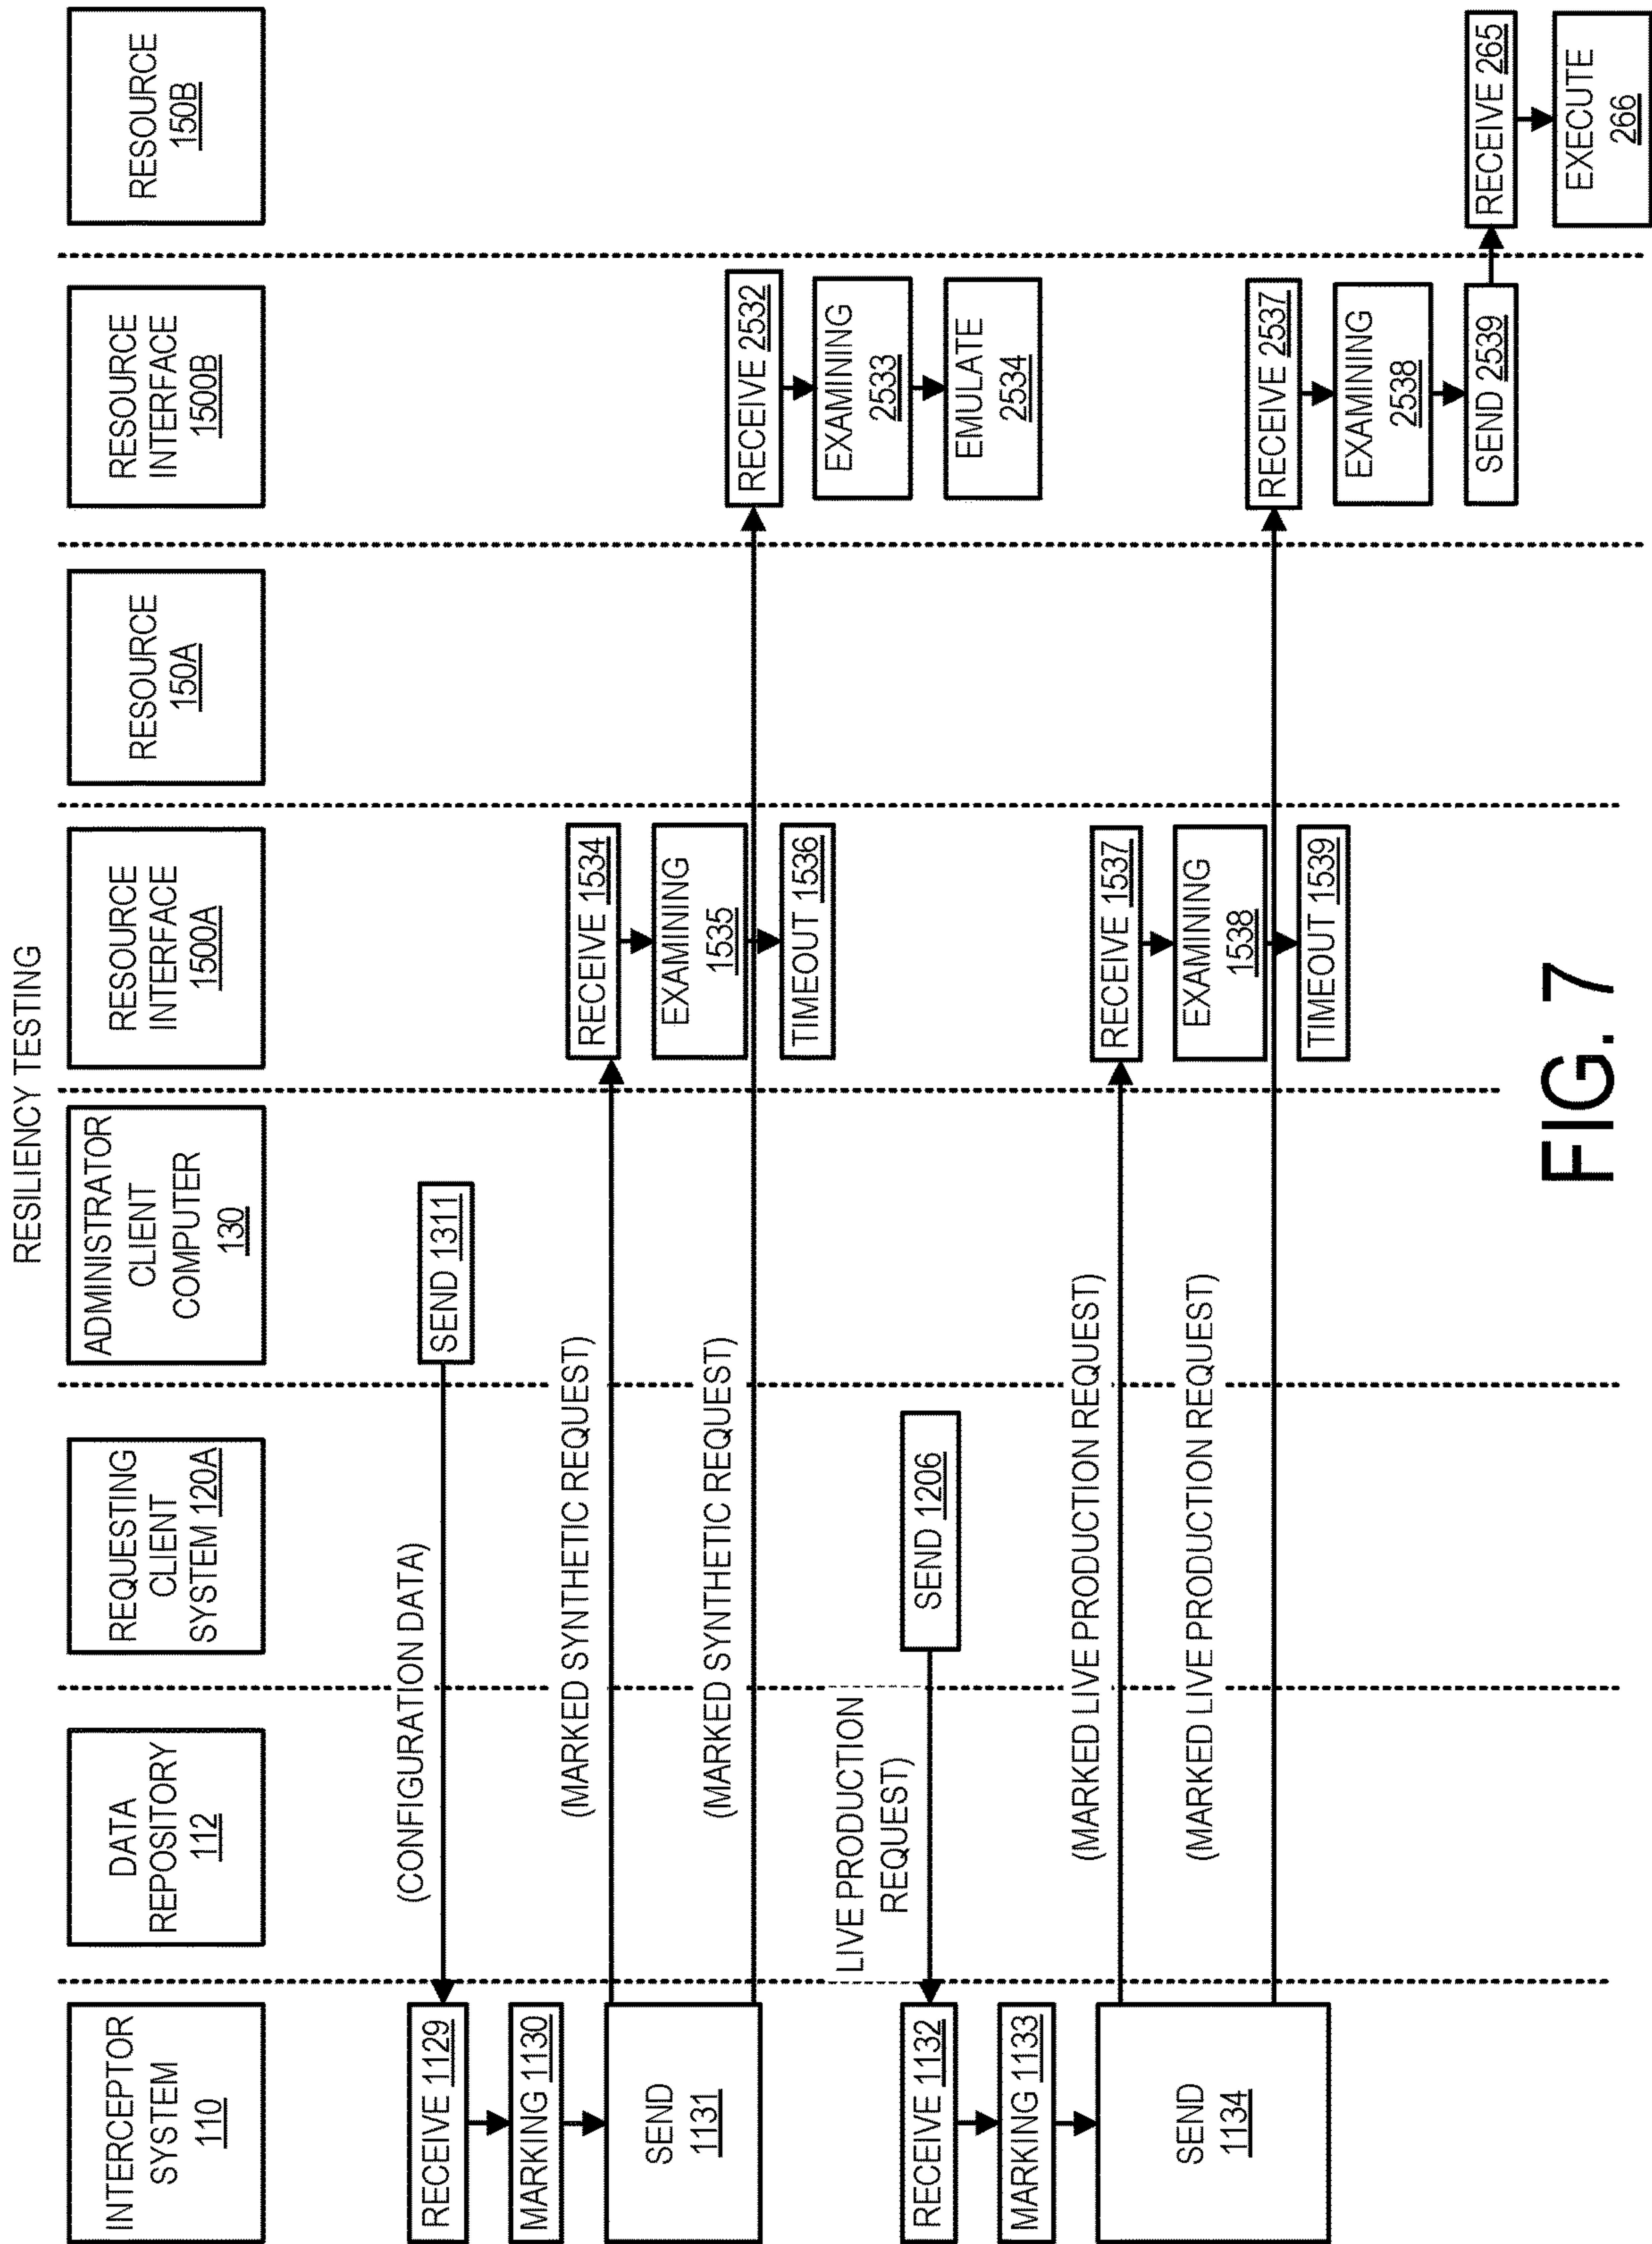 RESILIENCY TESTING
INTERCEPTOR
SYSTEM
110
DATA
REPOSITORY
112
REQUESTING
CLIENT
SYSTEM 120A
ADMINISTRATOR
CLIENT
COMPUTER
130
RESOURCE
INTERFACE
1500A
RESOURCE
150A
RESOURCE
INTERFACE
1500B
RESOURCE
150B
SEND 1311
(CONFIGURATION DATA)
RECEIVE 1129
MARKING 1130
SEND
1131
(MARKED SYNTHETIC REQUEST)
RECEIVE 1534
EXAMINING
1535
TIMEOUT 1536
(MARKED SYNTHETIC REQUEST)
RECEIVE 2532
EXAMINING
2533
EMULATE
2534
SEND 1206
LIVE PRODUCTION
REQUEST)
RECEIVE 1132
MARKING 1133
SEND
1134
(MARKED LIVE PRODUCTION REQUEST)
RECEIVE 1537
EXAMINING
1538
TIMEOUT 1539
(MARKED LIVE PRODUCTION REQUEST)
RECEIVE 2537
EXAMINING
2538
SEND 2539
RECEIVE 265
EXECUTE
266
FIG. 7